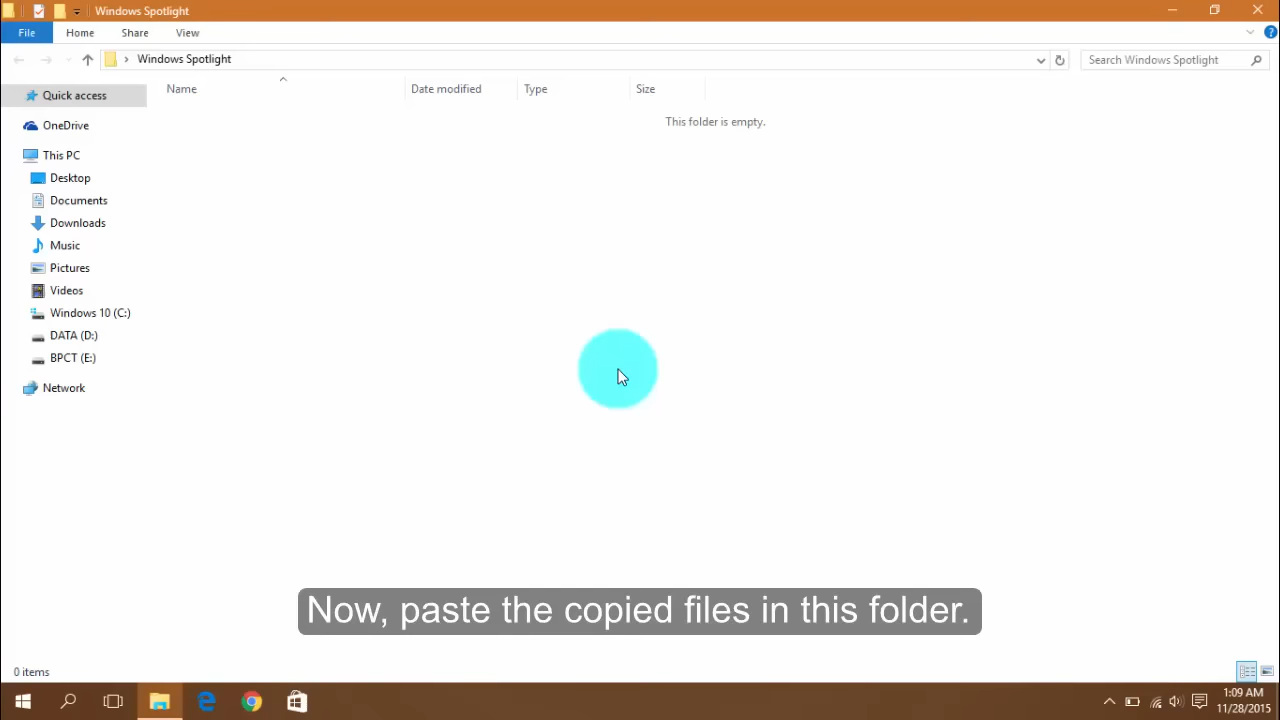 Windows Spotlight
File Home Share View
Windows Spotlight
Search Windows Spotlight
Name Date modified Type Size
This folder is empty.
Quick access
OneDrive
This PC
Desktop
Documents
Downloads
Music
Pictures
Videos
Windows 10 (C:)
DATA (D:)
BPCT (E:)
Network
Now, paste the copied files in this folder.
0 items
1:09 AM
11/28/2015